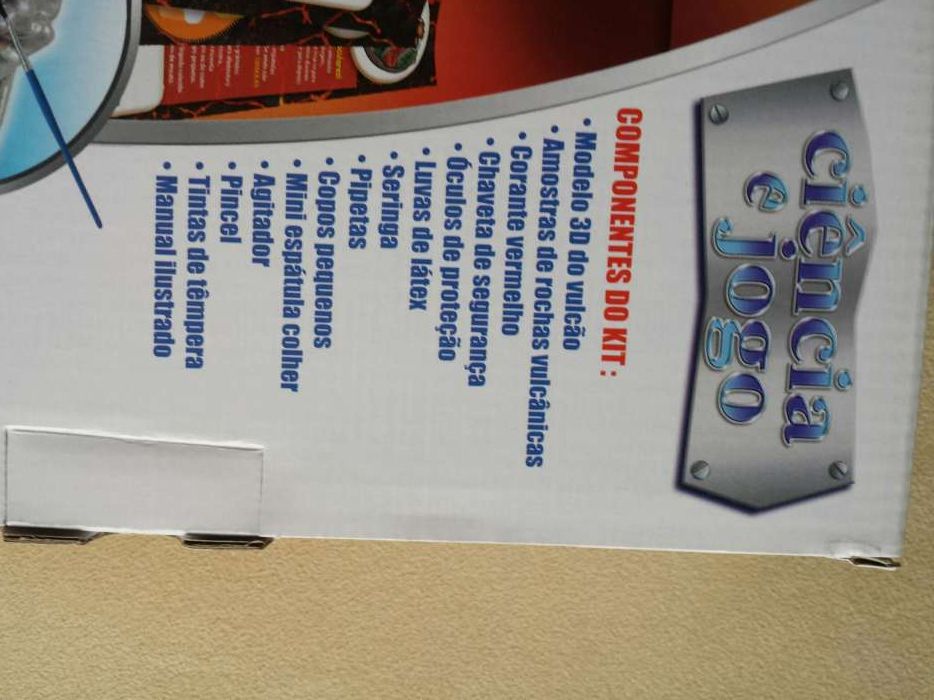 ciência
e jogo
COMPONENTES DO KIT :
• Modelo 3D do vulcão
• Amostras de rochas vulcânicas
• Corante vermelho
• Chaveta de segurança
• Óculos de proteção
• Luvas de látex
• Seringa
• Pipetas
• Copos pequenos
• Mini espátula colher
• Agitador
• Pincel
• Tintas de têmpera
• Manual ilustrado